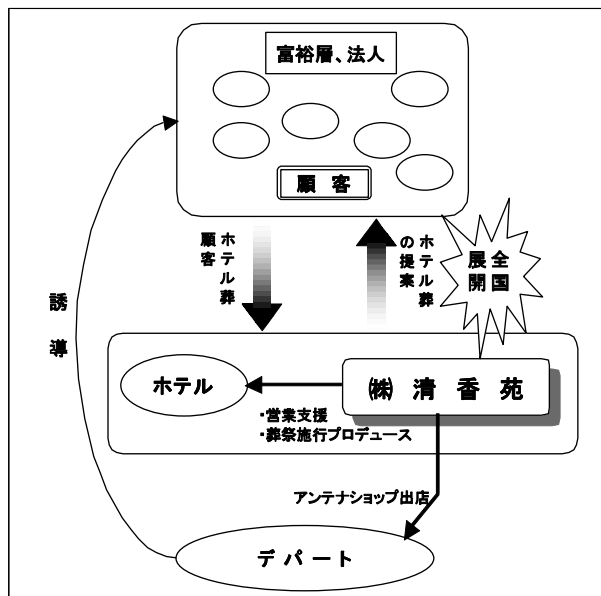 富裕層、法人
顧 客
ホテル葬
顧客
ホテル葬
の提案
全国
展開
誘 導
ホテル
㈱ 清 香 苑
・営業支援
・葬祭施行プロデュース
アンテナショップ出店
デ パ ー ト